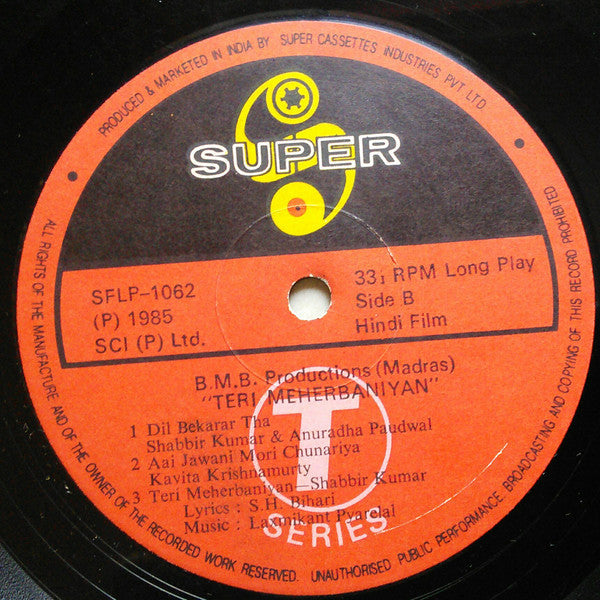 PRODUCED & MARKETED IN INDIA BY SUPER CASSETTES INDUSTRIES PVT LTD
SUPER
SFLP-1062
(P) 1985
SCI (P) Ltd.
33⅓ RPM Long Play
Side B
Hindi Film
B.M.B. Productions (Madras)
"TERI MEHERBANIYAN"
1 Dil Bekarar Tha
Shabbir Kumar & Anuradha Paudwal
2 Aai Jawani Mori Chunariya
Kavita Krishnamurty
3 Teri Meherbaniyan—Shabbir Kumar
Lyrics : S.H. Bihari
Music : Laxmikant Pyarelal
T
SERIES
ALL RIGHTS OF THE MANUFACTURE AND OF THE OWNER OF THE RECORDED WORK RESERVED. UNAUTHORISED PUBLIC PERFORMANCE, BROADCASTING AND COPYING OF THIS RECORD PROHIBITED